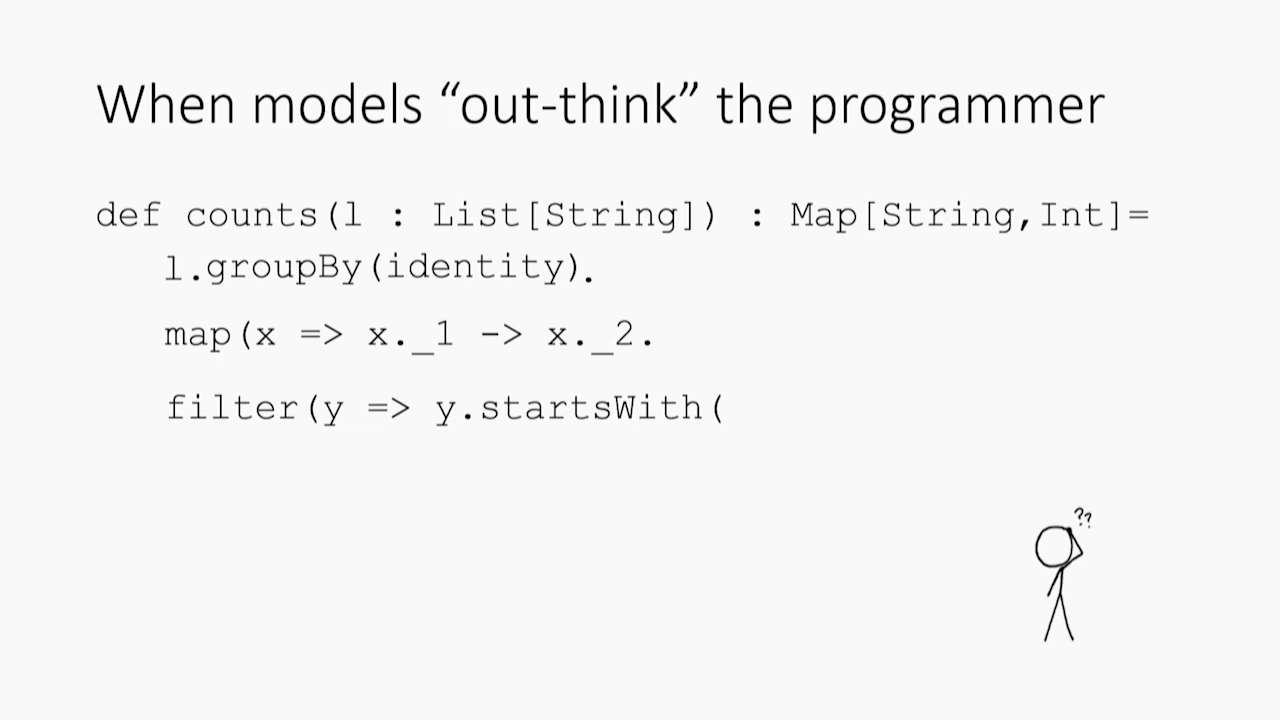 When models “out-think” the programmer
def counts(l : List[String]) : Map[String,Int]=
l.groupBy(identity).
map(x => x._1 -> x._2.
filter(y => y.startsWith(
??